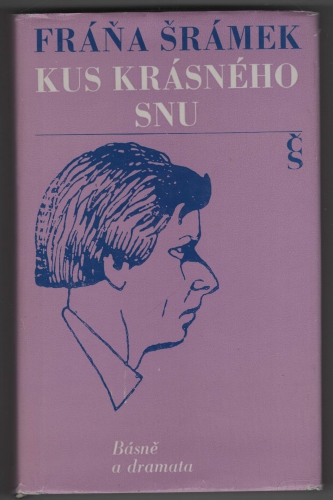 FRÁŇA ŠRÁMEK
KUS KRÁSNÉHO
SNU
ČS
Básně
a dramata